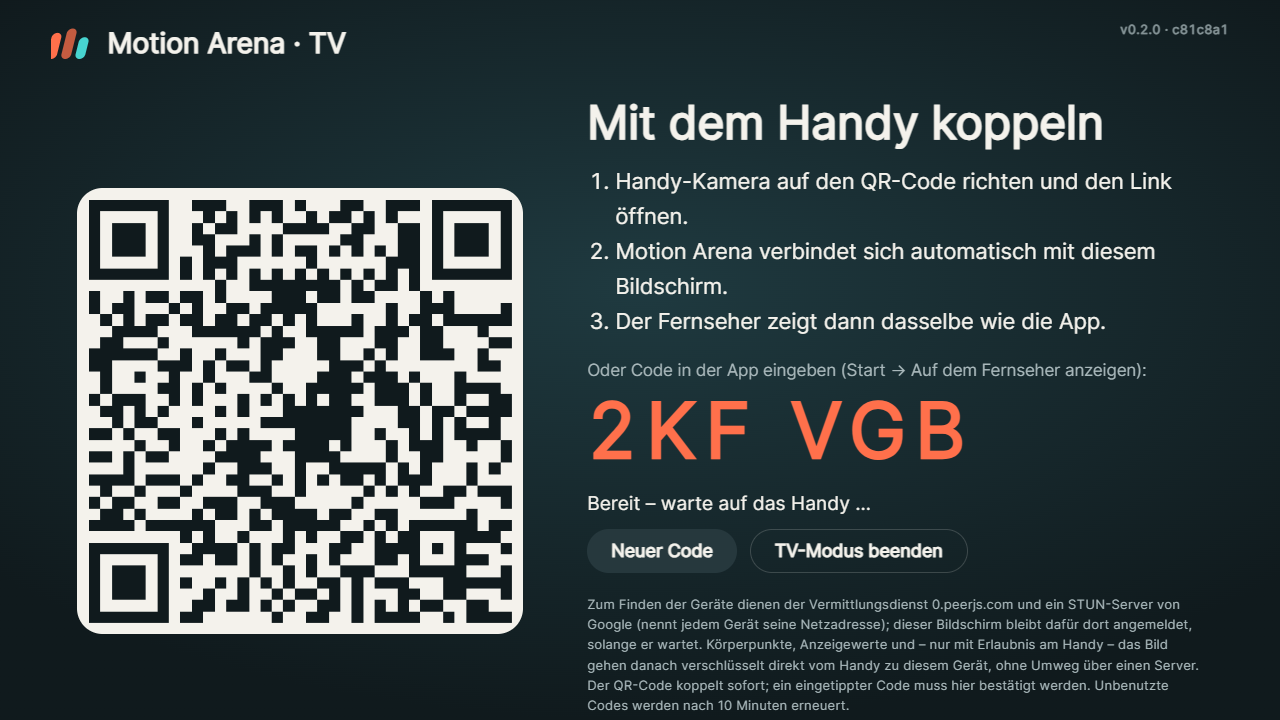 Motion Arena · TV
v0.2.0 · c81c8a1
Mit dem Handy koppeln
1. Handy-Kamera auf den QR-Code richten und den Link
öffnen.
2. Motion Arena verbindet sich automatisch mit diesem
Bildschirm.
3. Der Fernseher zeigt dann dasselbe wie die App.
Oder Code in der App eingeben (Start → Auf dem Fernseher anzeigen):
2KF VGB
Bereit – warte auf das Handy ...
Neuer Code
TV-Modus beenden
Zum Finden der Geräte dienen der Vermittlungsdienst 0.peerjs.com und ein STUN-Server von
Google (nennt jedem Gerät seine Netzadresse); dieser Bildschirm bleibt dafür dort angemeldet,
solange er wartet. Körperpunkte, Anzeigewerte und – nur mit Erlaubnis am Handy – das Bild
gehen danach verschlüsselt direkt vom Handy zu diesem Gerät, ohne Umweg über einen Server.
Der QR-Code koppelt sofort; ein eingetippter Code muss hier bestätigt werden. Unbenutzte
Codes werden nach 10 Minuten erneuert.